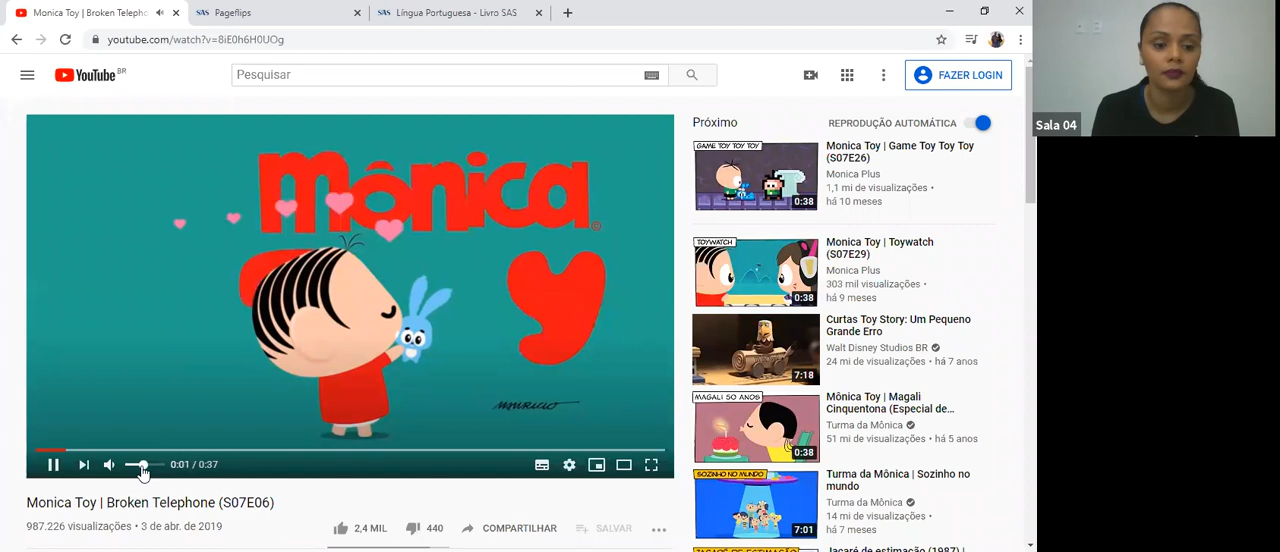 Monica Toy | Broken Telepho
SAS Pageflips
SAS Língua Portuguesa - Livro SAS
youtube.com/watch?v=8iE0h6H0UOg
YouTube BR
Pesquisar
FAZER LOGIN
Sala 04
mônica
y
MAURICIO
0:01 / 0:37
Monica Toy | Broken Telephone (S07E06)
987.226 visualizações • 3 de abr. de 2019
2,4 MIL
440
COMPARTILHAR
SALVAR
Próximo
REPRODUÇÃO AUTOMÁTICA
GAME TOY TOY TOY
0:38
Monica Toy | Game Toy Toy Toy
(S07E26)
Monica Plus
1,1 mi de visualizações •
há 10 meses
TOYWATCH
0:38
Monica Toy | Toywatch
(S07E29)
Monica Plus
303 mil visualizações •
há 9 meses
7:18
Curtas Toy Story: Um Pequeno
Grande Erro
Walt Disney Studios BR
24 mi de visualizações • há 7 anos
MAGALI 50 ANOS
0:38
Mônica Toy | Magali
Cinquentona (Especial de…
Turma da Mônica
51 mi de visualizações • há 5 anos
SOZINHO NO MUNDO
7:01
Turma da Mônica | Sozinho no
mundo
Turma da Mônica
14 mi de visualizações •
há 7 meses
JACARÉ DE ESTIMAÇÃO
Jacaré de estimação (1987) |